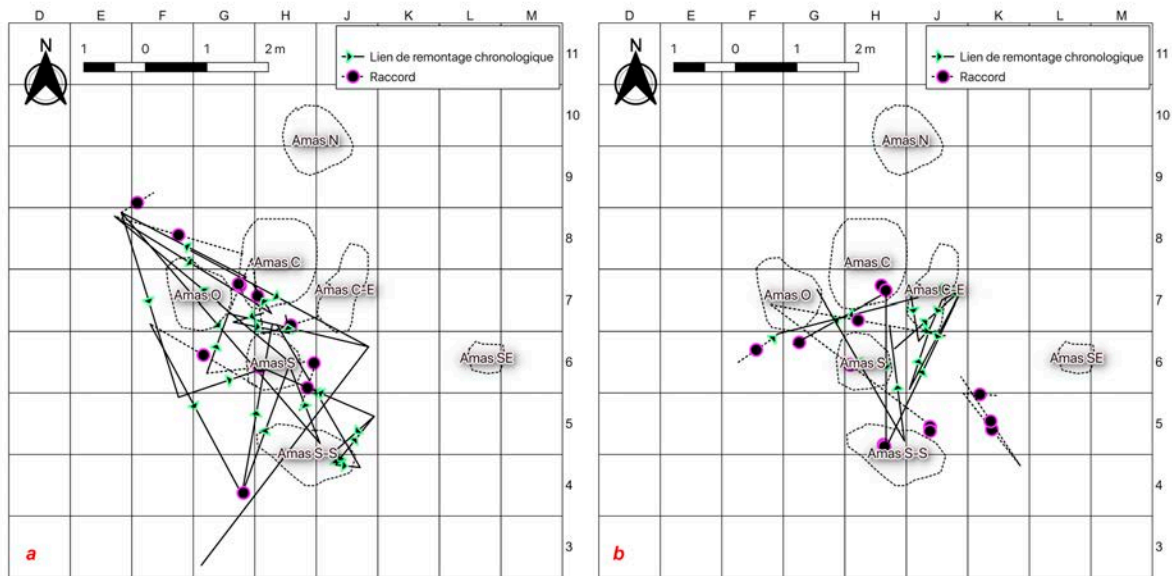 D E F G H J K L M
N
1 0 1 2 m
Lien de remontage chronologique
Raccord
11
10
9
8
7
6
5
4
3
Amas N
Amas C
Amas O
Amas C-E
Amas S
Amas SE
Amas S-S
a
D E F G H J K L M
N
1 0 1 2 m
Lien de remontage chronologique
Raccord
11
10
9
8
7
6
5
4
3
Amas N
Amas C
Amas O
Amas C-E
Amas S
Amas SE
Amas S-S
b